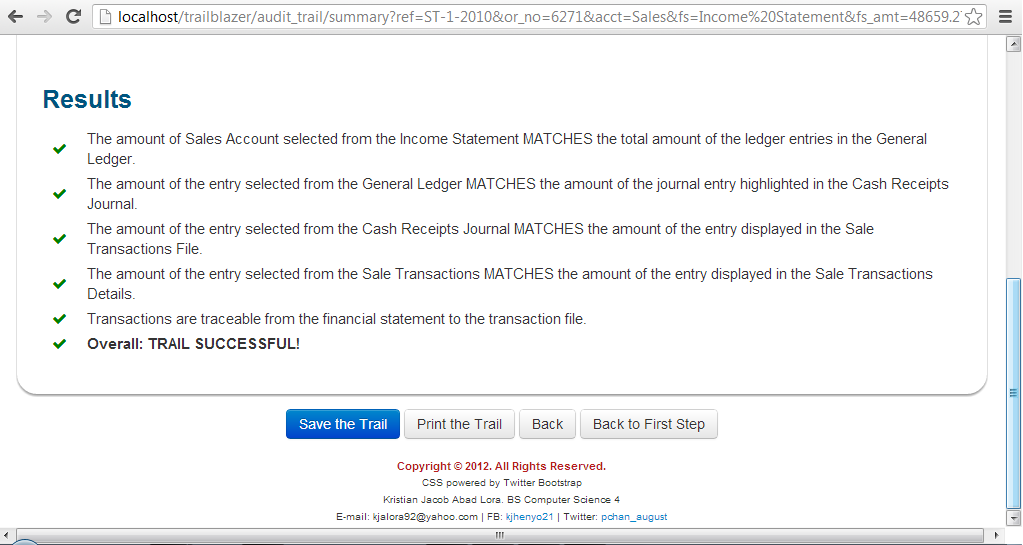 localhost/trailblazer/audit_trail/summary?ref=ST-1-2010&or_no=6271&acct=Sales&fs=Income%20Statement&fs_amt=48659.2
Results
The amount of Sales Account selected from the Income Statement MATCHES the total amount of the ledger entries in the General
Ledger.
The amount of the entry selected from the General Ledger MATCHES the amount of the journal entry highlighted in the Cash Receipts
Journal.
The amount of the entry selected from the Cash Receipts Journal MATCHES the amount of the entry displayed in the Sale
Transactions File.
The amount of the entry selected from the Sale Transactions MATCHES the amount of the entry displayed in the Sale Transactions
Details.
Transactions are traceable from the financial statement to the transaction file.
Overall: TRAIL SUCCESSFUL!
Save the Trail Print the Trail Back Back to First Step
Copyright © 2012. All Rights Reserved.
CSS powered by Twitter Bootstrap
Kristian Jacob Abad Lora. BS Computer Science 4
E-mail: kjalora92@yahoo.com | FB: kjhenyo21 | Twitter: pchan_august